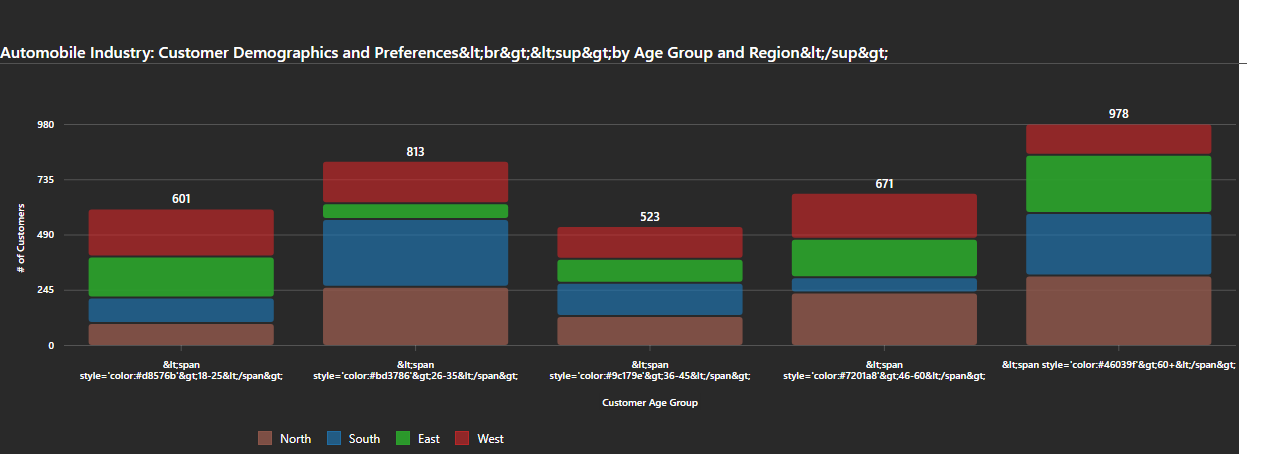 Automobile Industry: Customer Demographics and Preferences&lt;br&gt;&lt;sup&gt;by Age Group and Region&lt;/sup&gt;
978
980
813
735
671
601
523
490
245
0
# of Customers
&lt;span
style='color:#d8576b'&gt;18-25&lt;/span&gt;
&lt;span
style='color:#bd3786'&gt;26-35&lt;/span&gt;
&lt;span
style='color:#9c179e'&gt;36-45&lt;/span&gt;
&lt;span
style='color:#7201a8'&gt;46-60&lt;/span&gt;
&lt;span style='color:#46039f'&gt;60+&lt;/span&gt;
Customer Age Group
North
South
East
West